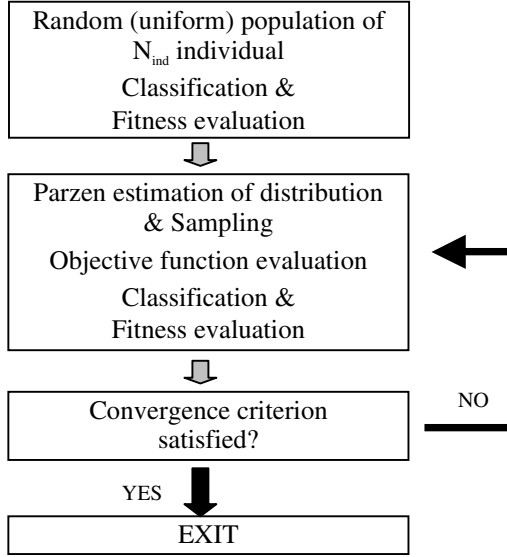 Random (uniform) population of
N_ind individual
Classification &
Fitness evaluation
Parzen estimation of distribution
& Sampling
Objective function evaluation
Classification &
Fitness evaluation
Convergence criterion
satisfied?
NO
YES
EXIT